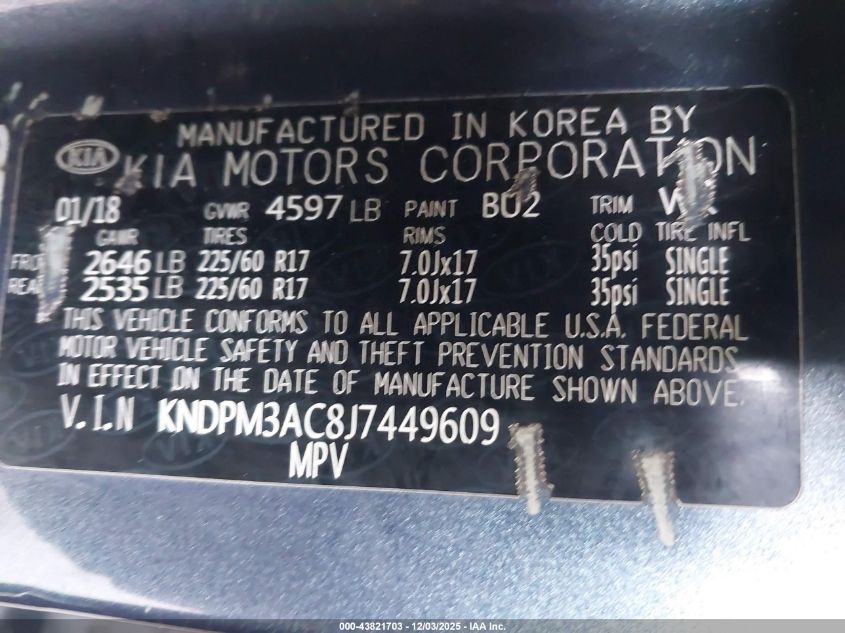 MANUFACTURED IN KOREA BY
KIA KIA MOTORS CORPORATION
01/18 GVWR 4597 LB PAINT BU2 TRIM
GAWR TIRES RIMS COLD TIRE INFL
2646 LB 225/60 R17 7.0Jx17 35psi SINGLE
2535 LB 225/60 R17 7.0Jx17 35psi SINGLE
THIS VEHICLE CONFORMS TO ALL APPLICABLE U.S.A. FEDERAL
MOTOR VEHICLE SAFETY AND THEFT PREVENTION STANDARDS
IN EFFECT ON THE DATE OF MANUFACTURE SHOWN ABOVE.
V.I.N KNDPM3AC8J7449609
MPV
000-43821703 - 12/03/2025 - IAA Inc.